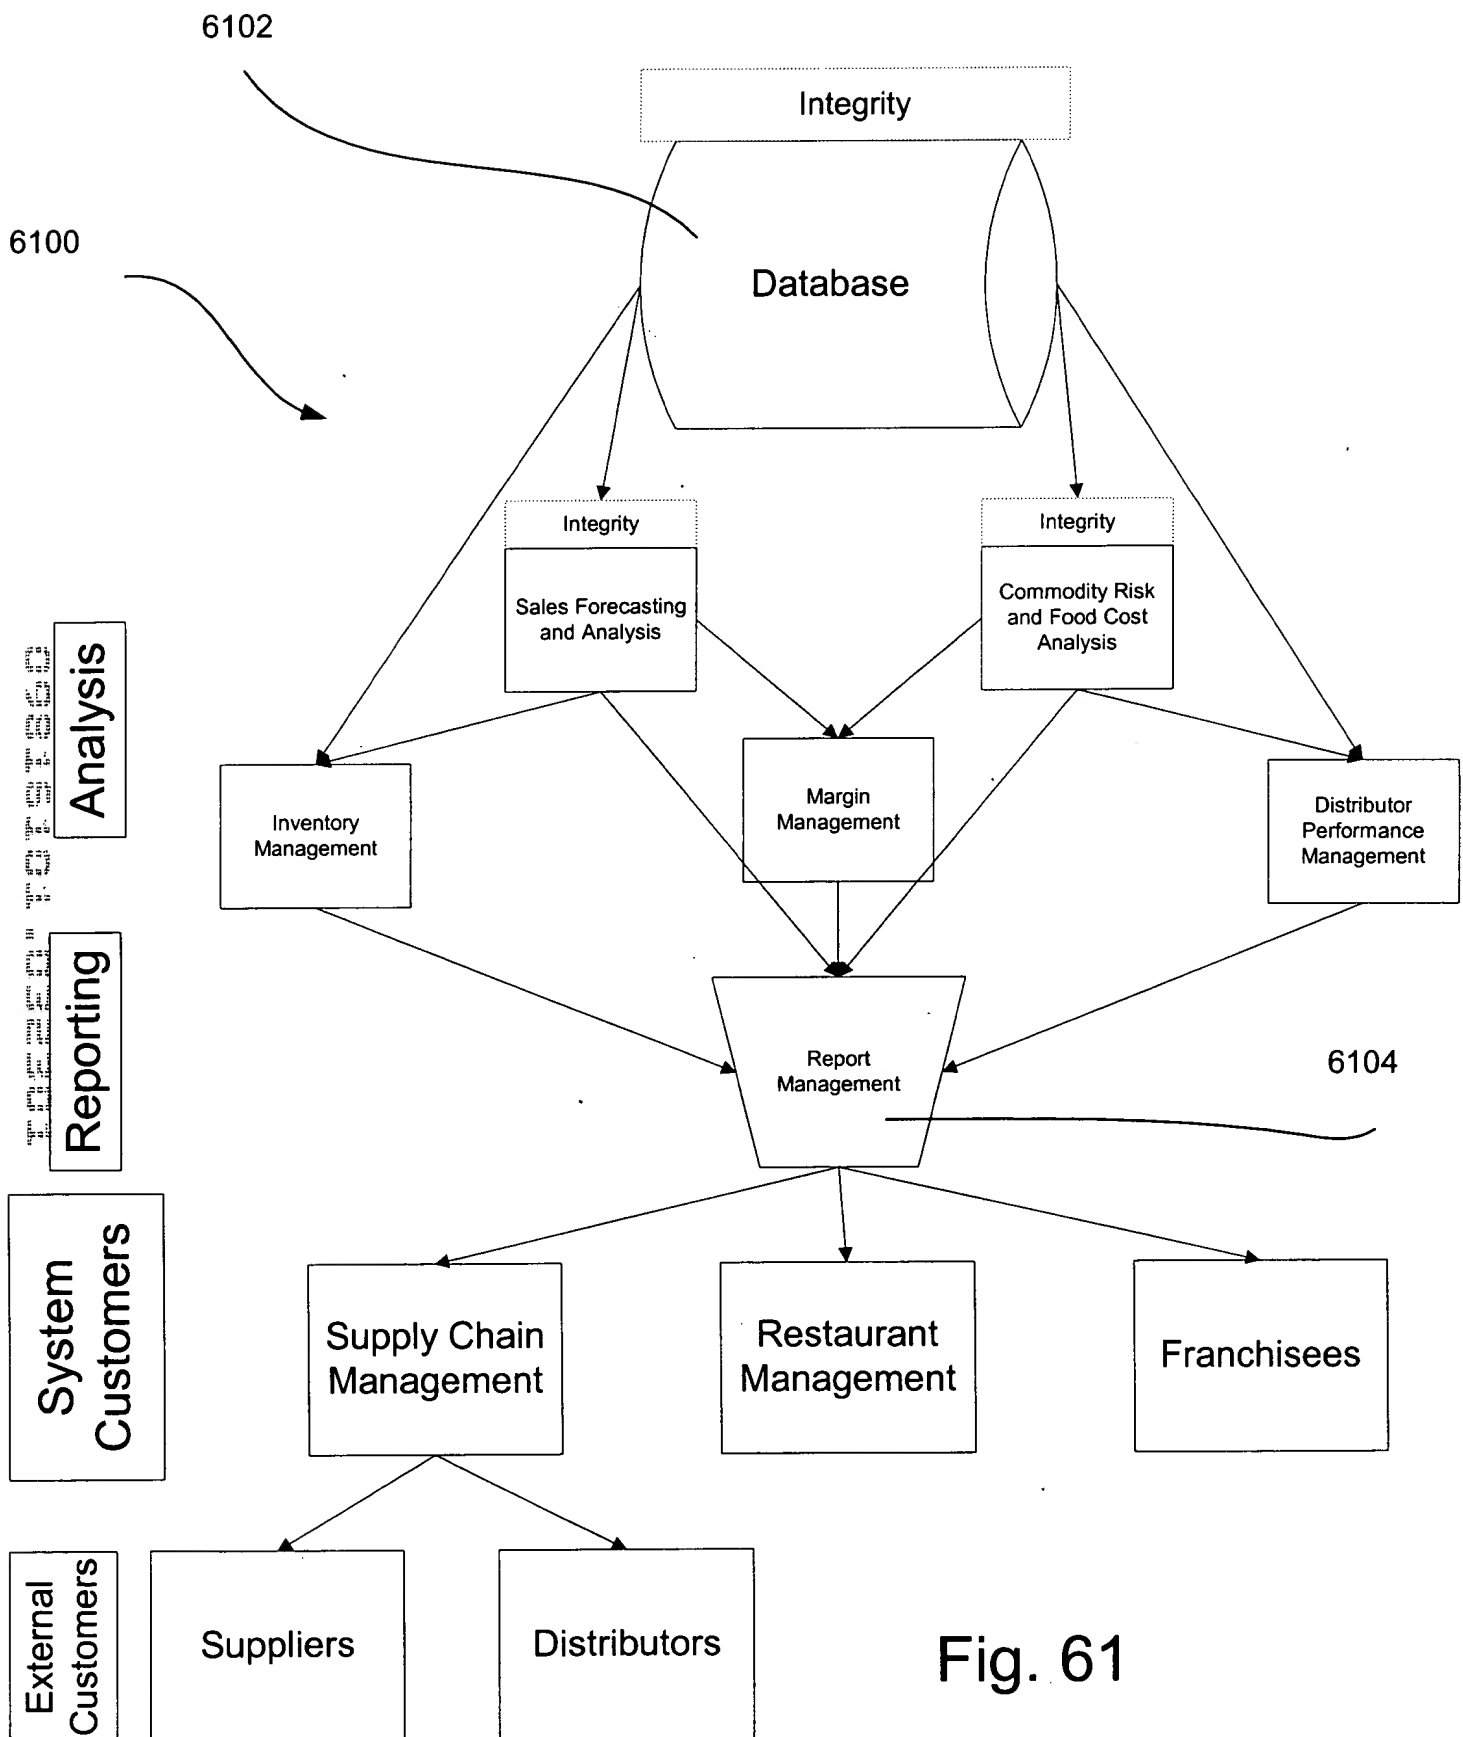 6102
Integrity
6100
Database
Integrity
Integrity
Sales Forecasting
and Analysis
Commodity Risk
and Food Cost
Analysis
Analysis
Inventory
Management
Margin
Management
Distributor
Performance
Management
Reporting
Report
Management
6104
System
Customers
Supply Chain
Management
Restaurant
Management
Franchisees
External
Customers
Suppliers
Distributors
Fig. 61